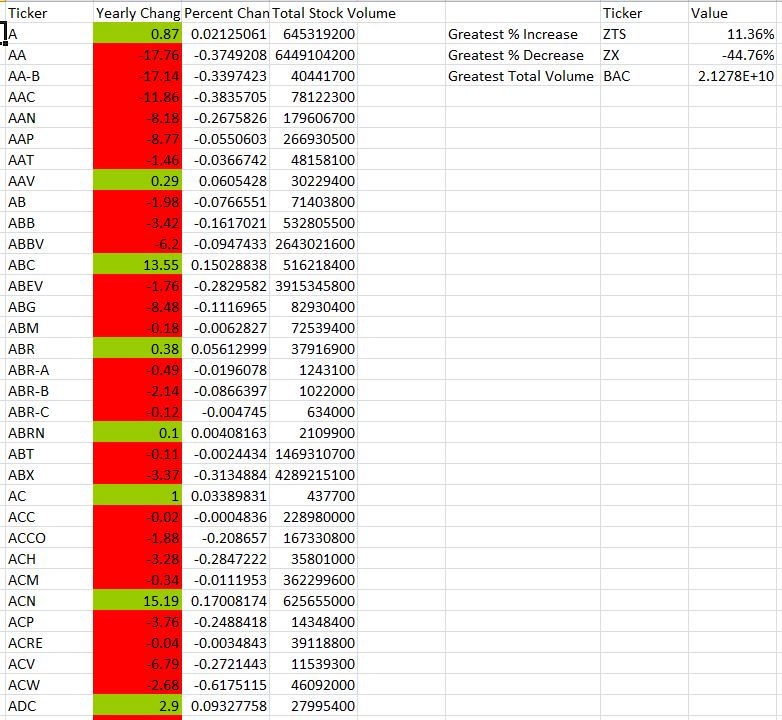 Ticker Yearly Chang Percent Chan Total Stock Volume Ticker Value
A 0.87 0.02125061 645319200 Greatest % Increase ZTS 11.36%
AA -17.76 -0.3749208 6449104200 Greatest % Decrease ZX -44.76%
AA-B -17.14 -0.3397423 40441700 Greatest Total Volume BAC 2.1278E+10
AAC -11.86 -0.3835705 78122300
AAN -8.18 -0.2675826 179606700
AAP -8.77 -0.0550603 266930500
AAT -1.46 -0.0366742 48158100
AAV 0.29 0.0605428 30229400
AB -1.98 -0.0766551 71403800
ABB -3.42 -0.1617021 532805500
ABBV -6.2 -0.0947433 2643021600
ABC 13.55 0.15028838 516218400
ABEV -1.76 -0.2829582 3915345800
ABG -8.48 -0.1116965 82930400
ABM -0.18 -0.0062827 72539400
ABR 0.38 0.05612999 37916900
ABR-A -0.49 -0.0196078 1243100
ABR-B -2.14 -0.0866397 1022000
ABR-C -0.12 -0.004745 634000
ABRN 0.1 0.00408163 2109900
ABT -0.11 -0.0024434 1469310700
ABX -3.37 -0.3134884 4289215100
AC 1 0.03389831 437700
ACC -0.02 -0.0004836 228980000
ACCO -1.88 -0.208657 167330800
ACH -3.28 -0.2847222 35801000
ACM -0.34 -0.0111953 362299600
ACN 15.19 0.17008174 625655000
ACP -3.76 -0.2488418 14348400
ACRE -0.04 -0.0034843 39118800
ACV -6.79 -0.2721443 11539300
ACW -2.68 -0.6175115 46092000
ADC 2.9 0.09327758 27995400